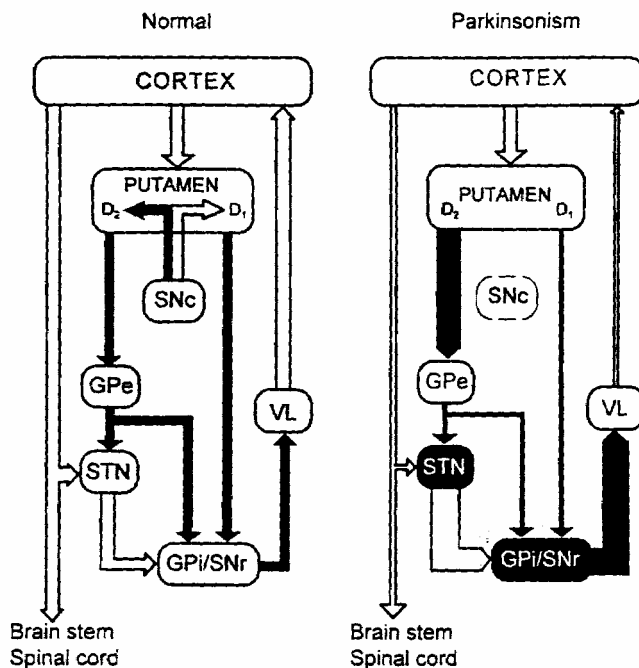 Normal
CORTEX
PUTAMEN
D₂ D₁
SNc
GPe
VL
STN
GPi/SNr
Brain stem
Spinal cord
Parkinsonism
CORTEX
PUTAMEN
D₂ D₁
SNc
GPe
VL
STN
GPi/SNr
Brain stem
Spinal cord